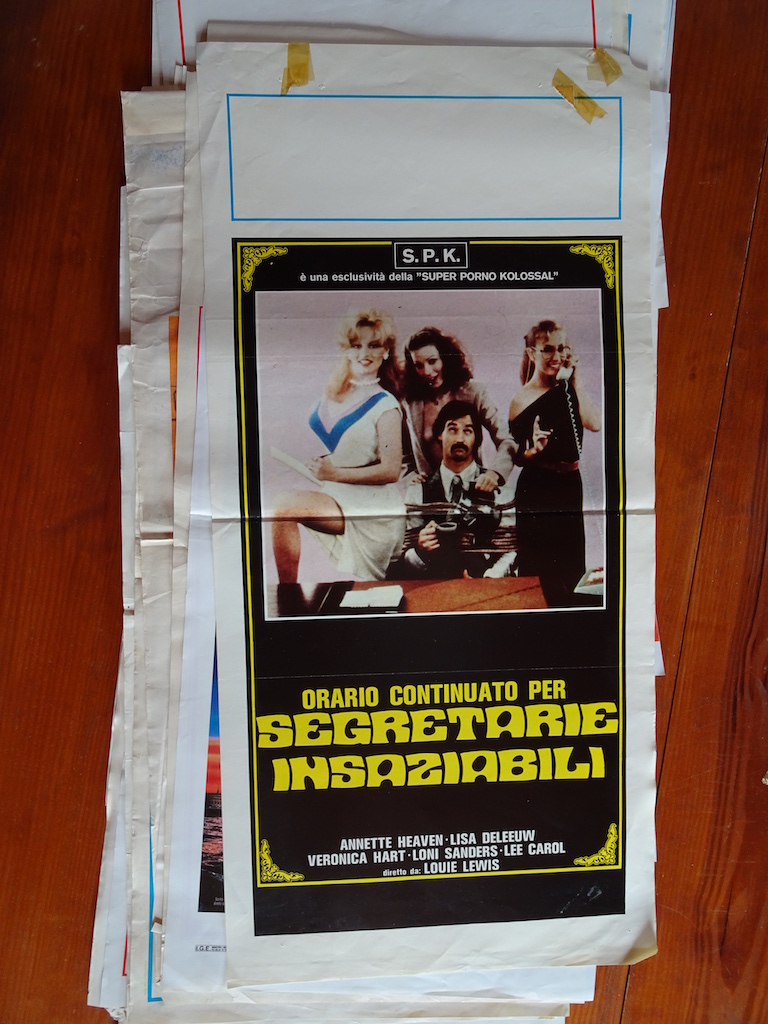 S.P.K.
è una esclusività della "SUPER PORNO KOLOSSAL"
ORARIO CONTINUATO PER
SEGRETARIE
INSAZIABILI
ANNETTE HEAVEN·LISA DELEEUW
VERONICA HART·LONI SANDERS·LEE CAROL
diretto da: LOUIE LEWIS
I.G.E.